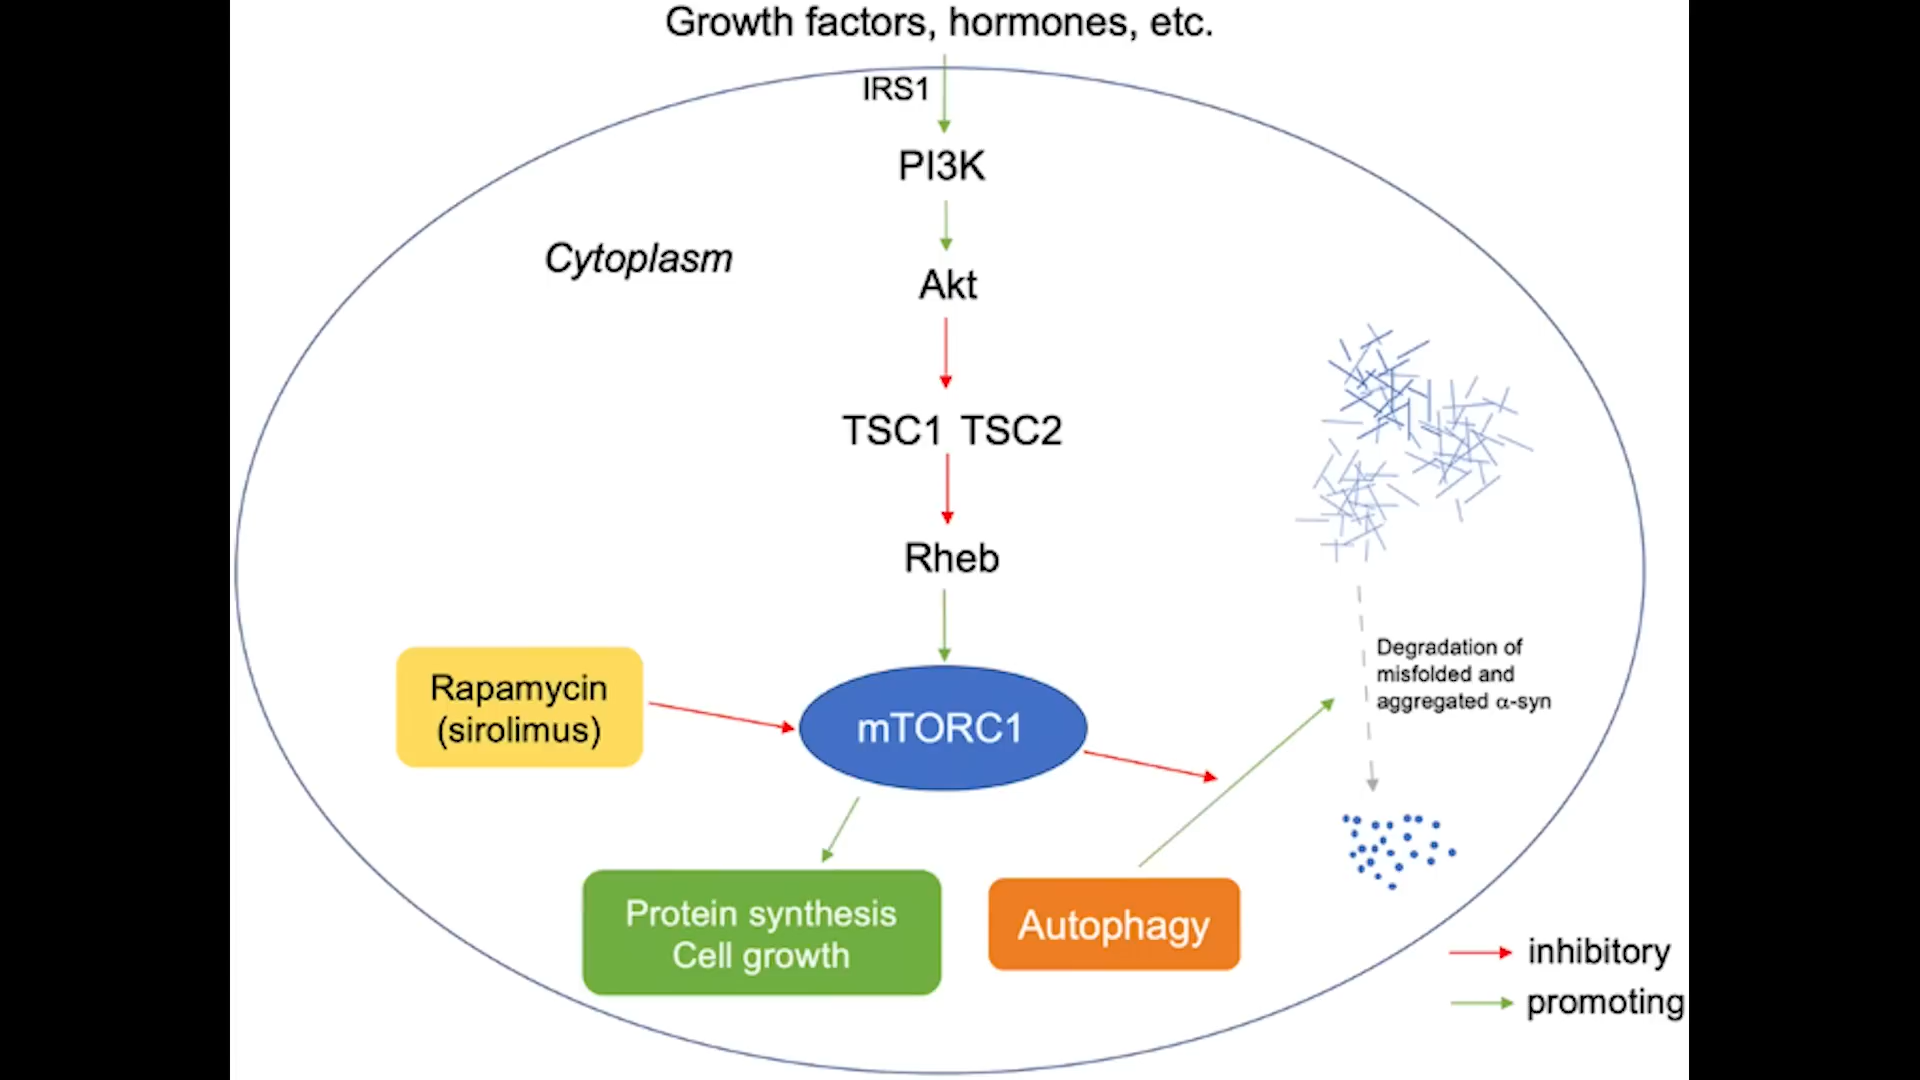 Growth factors, hormones, etc.
IRS1
PI3K
Cytoplasm
Akt
TSC1 TSC2
Rheb
Rapamycin
(sirolimus)
mTORC1
Degradation of
misfolded and
aggregated α-syn
Protein synthesis
Cell growth
Autophagy
inhibitory
promoting